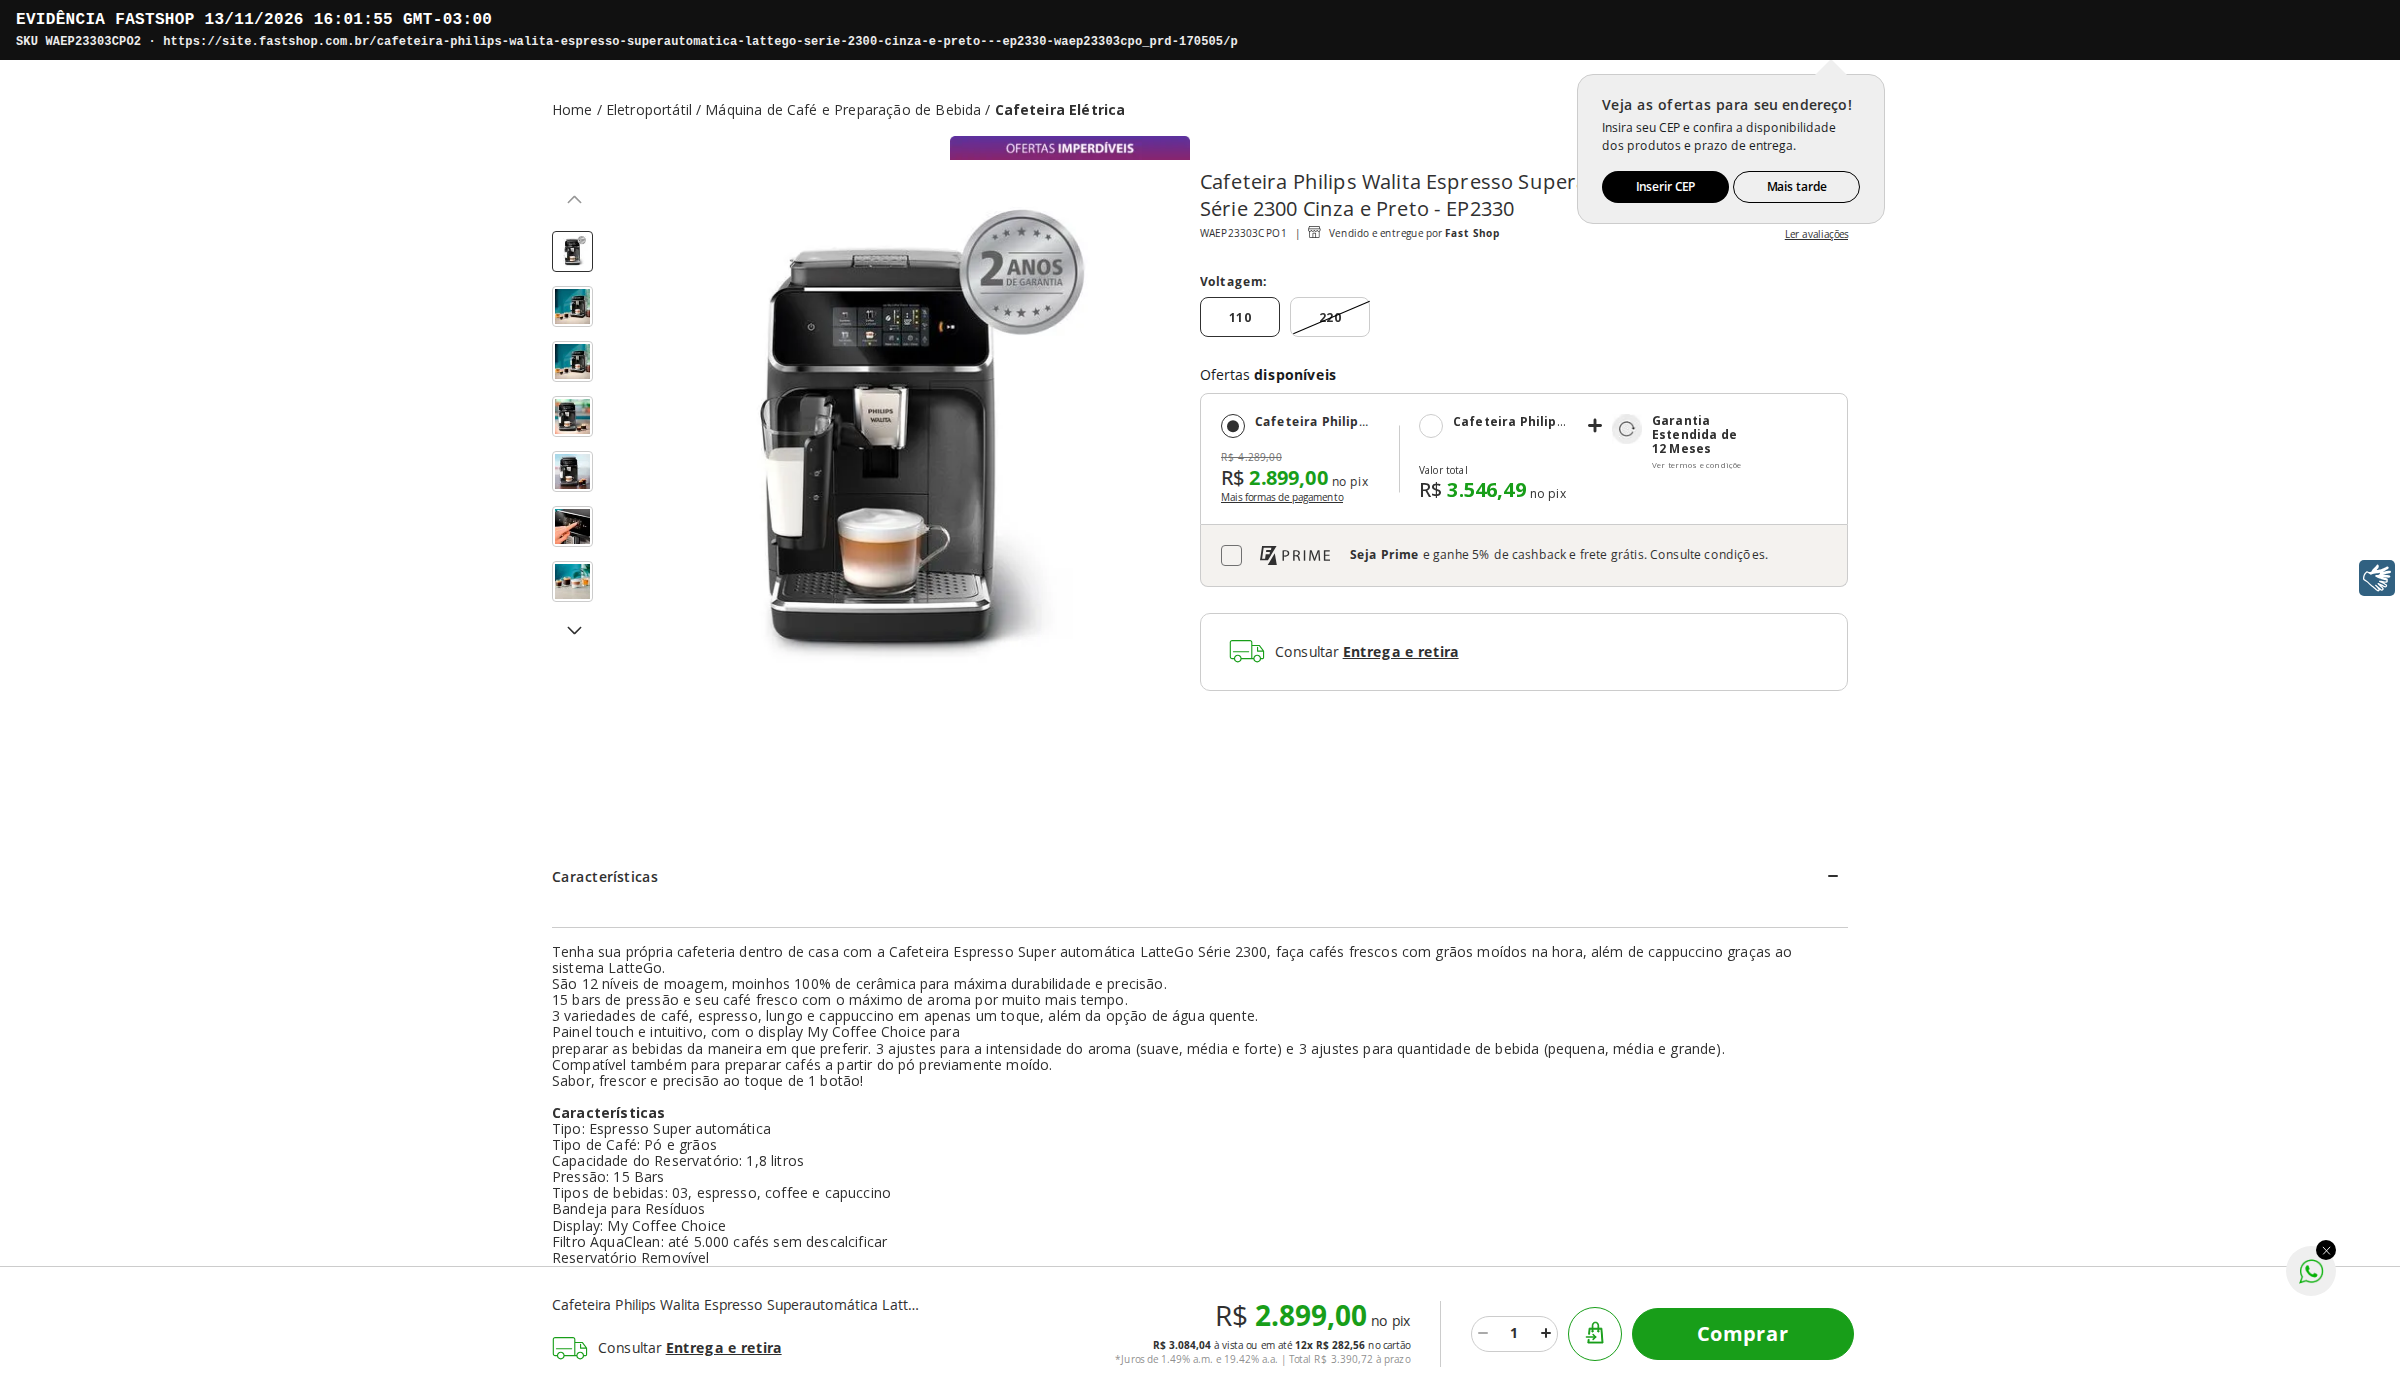 EVIDÊNCIA FASTSHOP 13/11/2026 16:01:55 GMT-03:00
SKU WAEP23303CPO2 · https://site.fastshop.com.br/cafeteira-philips-walita-espresso-superautomatica-lattego-serie-2300-cinza-e-preto---ep2330-waep23303cpo_prd-170505/p
Veja as ofertas para seu endereço!
Insira seu CEP e confira a disponibilidade
dos produtos e prazo de entrega.
Inserir CEP
Mais tarde
Home / Eletroportátil / Máquina de Café e Preparação de Bebida / Cafeteira Elétrica
OFERTAS IMPERDÍVEIS
2 ANOS
DE GARANTIA
PHILIPS
WALITA
Cafeteira Philips Walita Espresso Super
Série 2300 Cinza e Preto - EP2330
WAEP23303CPO1 | Vendido e entregue por Fast Shop
Ler avaliações
Voltagem:
110
220
Ofertas disponíveis
Cafeteira Philip...
R$ 4.289,00
R$ 2.899,00 no pix
Mais formas de pagamento
Cafeteira Philip...
Valor total
R$ 3.546,49 no pix
+
Garantia
Estendida de
12 Meses
Ver termos e condiçõe
PRIME
Seja Prime e ganhe 5% de cashback e frete grátis. Consulte condições.
Consultar Entrega e retira
Características
Tenha sua própria cafeteria dentro de casa com a Cafeteira Espresso Super automática LatteGo Série 2300, faça cafés frescos com grãos moídos na hora, além de cappuccino graças ao
sistema LatteGo.
São 12 níveis de moagem, moinhos 100% de cerâmica para máxima durabilidade e precisão.
15 bars de pressão e seu café fresco com o máximo de aroma por muito mais tempo.
3 variedades de café, espresso, lungo e cappuccino em apenas um toque, além da opção de água quente.
Painel touch e intuitivo, com o display My Coffee Choice para
preparar as bebidas da maneira em que preferir. 3 ajustes para a intensidade do aroma (suave, média e forte) e 3 ajustes para quantidade de bebida (pequena, média e grande).
Compatível também para preparar cafés a partir do pó previamente moído.
Sabor, frescor e precisão ao toque de 1 botão!
Características
Tipo: Espresso Super automática
Tipo de Café: Pó e grãos
Capacidade do Reservatório: 1,8 litros
Pressão: 15 Bars
Tipos de bebidas: 03, espresso, coffee e capuccino
Bandeja para Resíduos
Display: My Coffee Choice
Filtro AquaClean: até 5.000 cafés sem descalcificar
Reservatório Removível
Cafeteira Philips Walita Espresso Superautomática Latt...
Consultar Entrega e retira
R$ 2.899,00 no pix
R$ 3.084,04 à vista ou em até 12x R$ 282,56 no cartão
*Juros de 1.49% a.m. e 19.42% a.a. | Total R$ 3.390,72 à prazo
1
Comprar